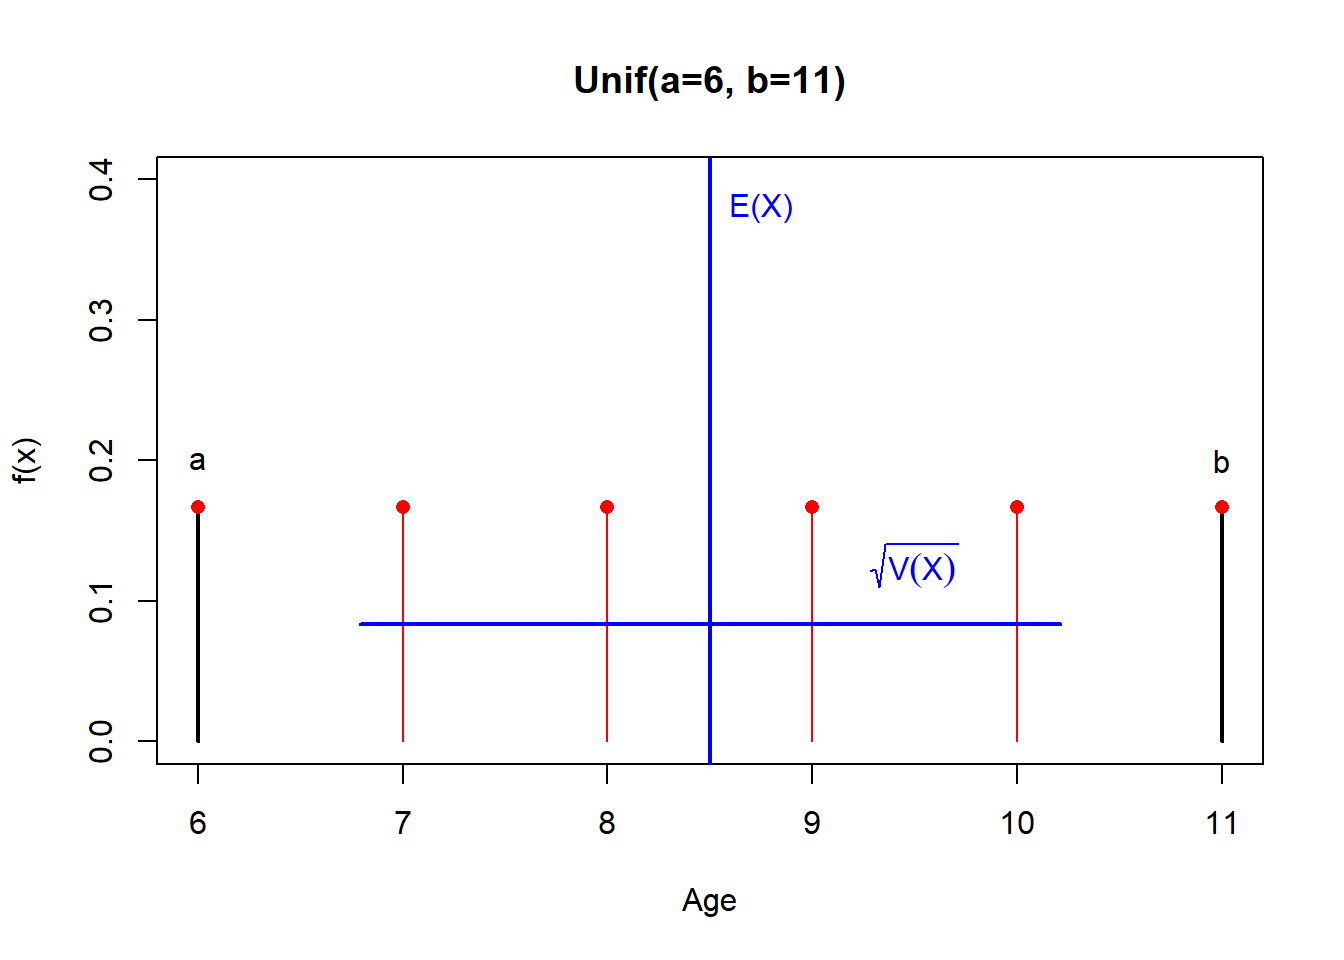 Unif(a=6, b=11)
0.4
E(X)
0.3
f(x)
0.2
a
b
√V(X)
0.1
0.0
6 7 8 9 10 11
Age